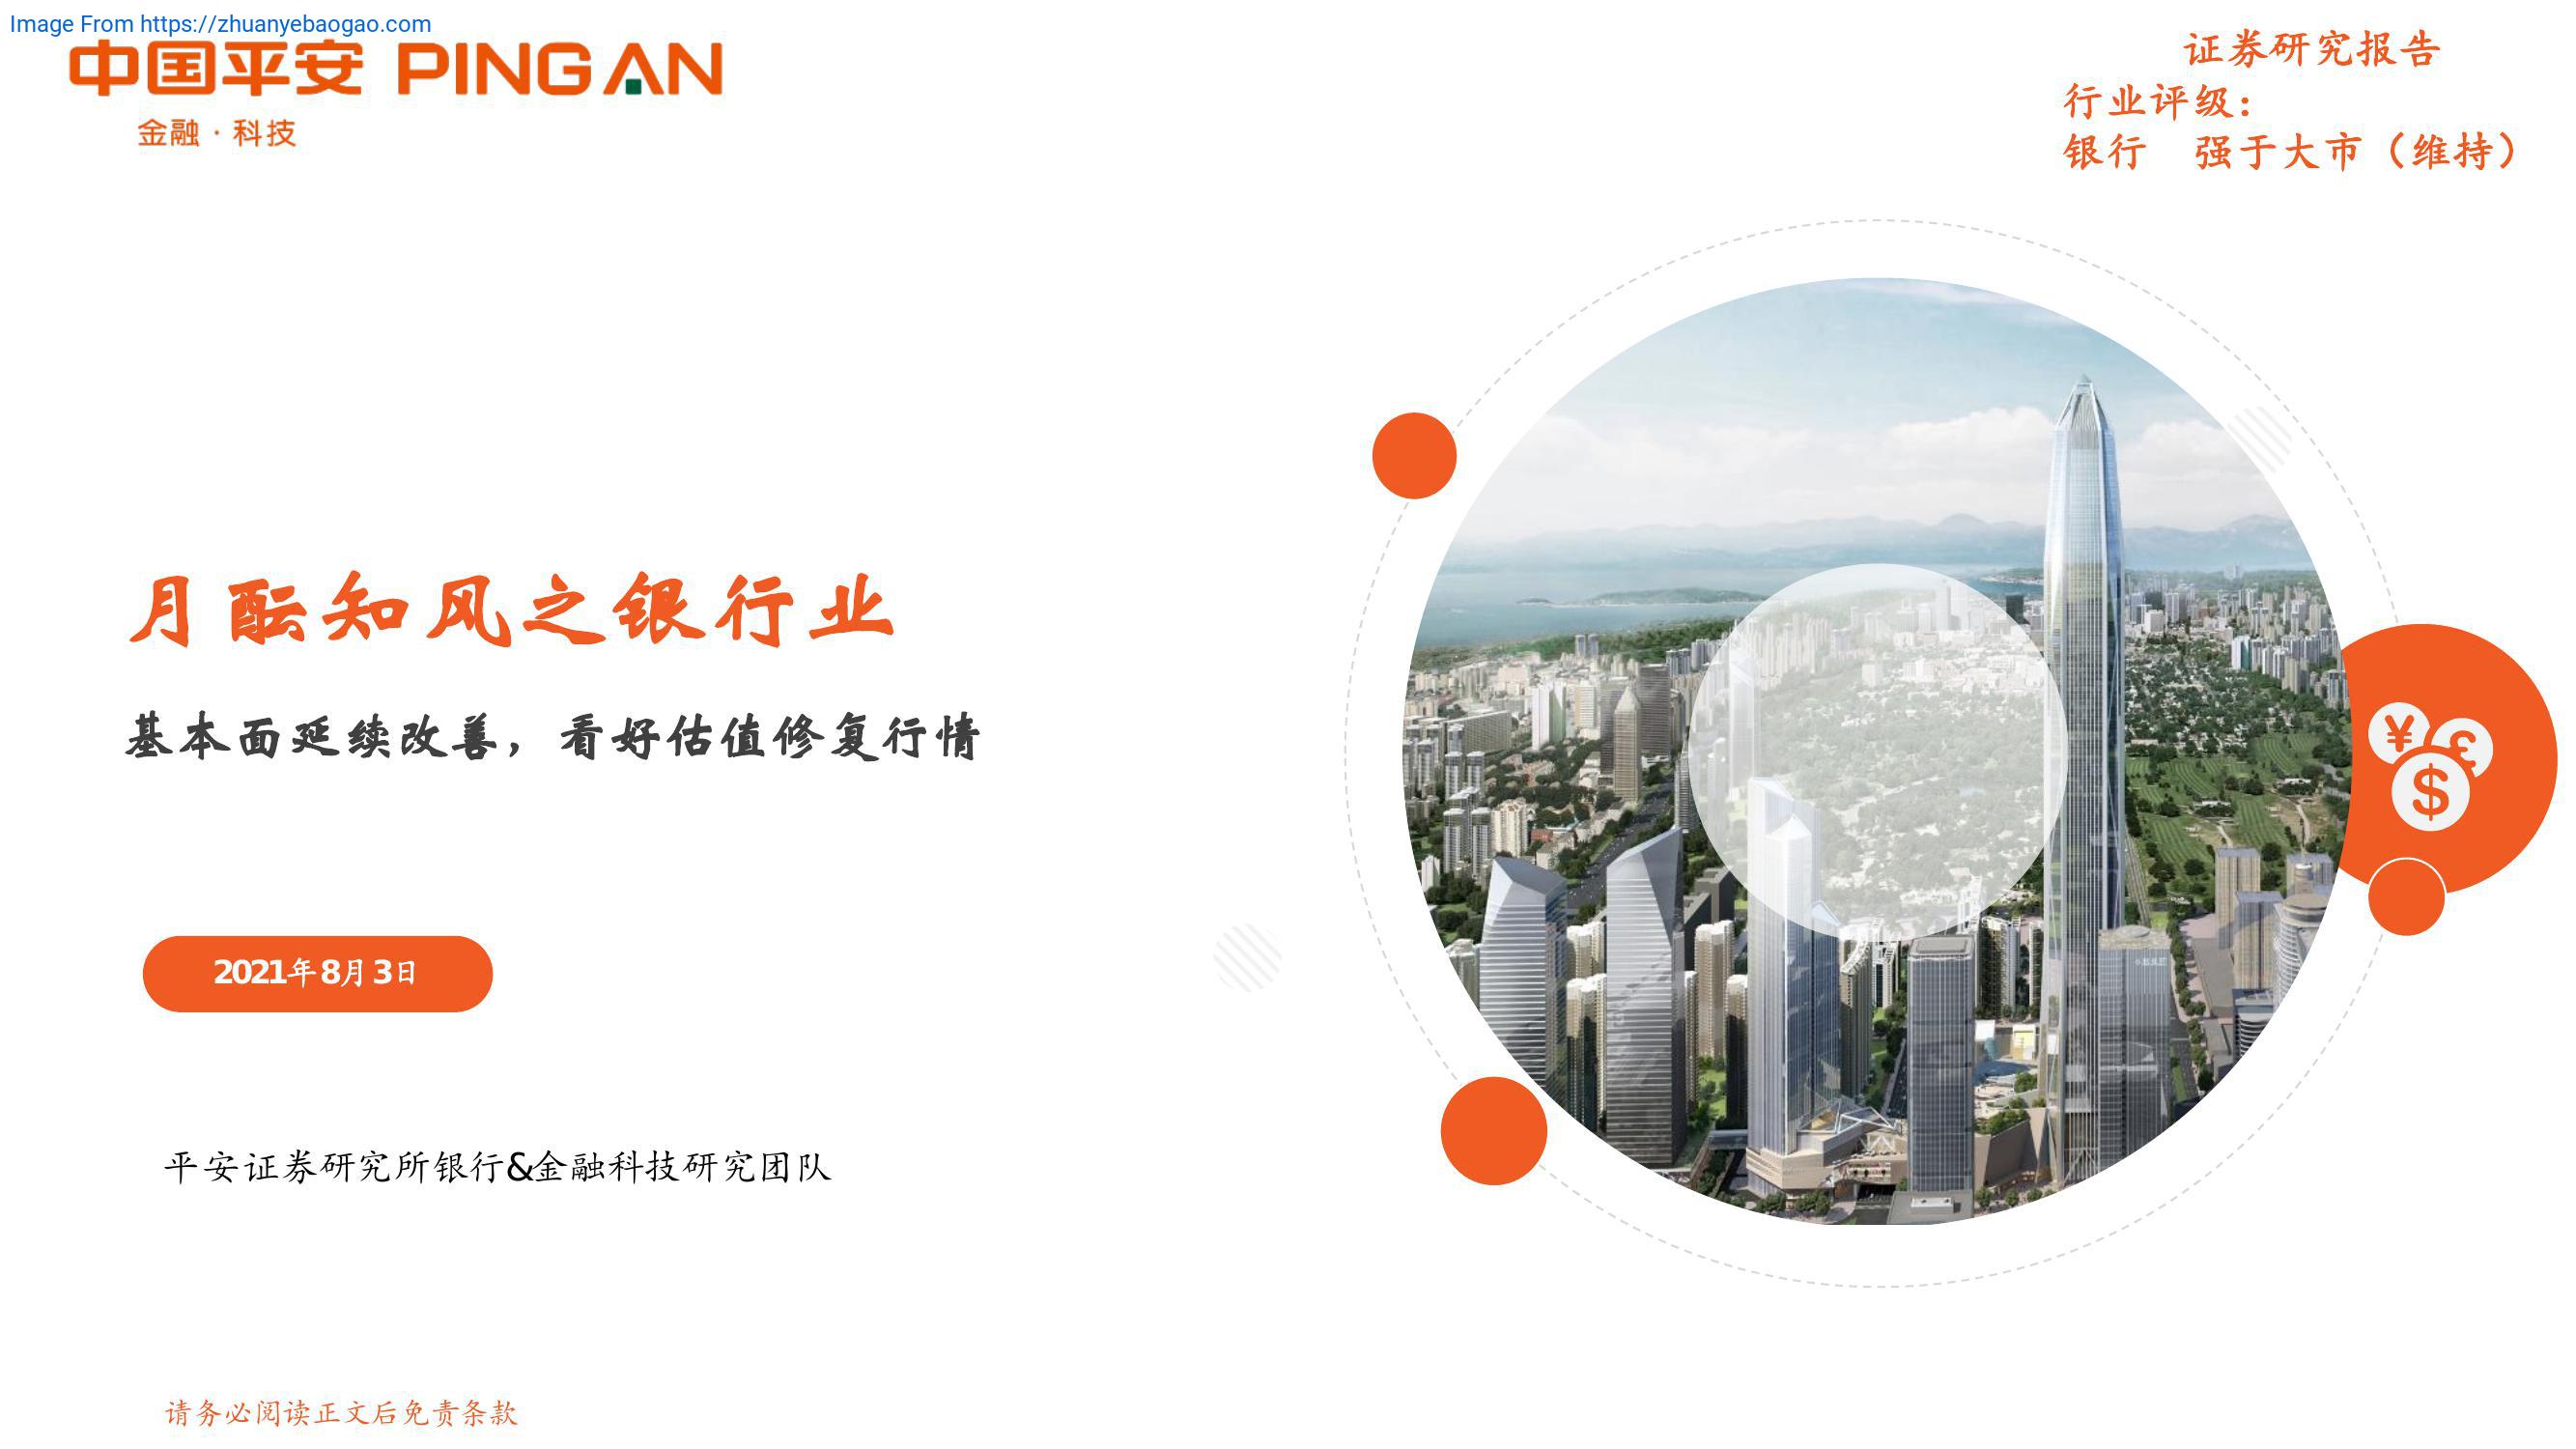 Image From https://zhuanyebaogao.com
中国平安 PINGAN
金融·科技
证券研究报告
行业评级：
银行 强于大市（维持）
月酝知风之银行业
基本面延续改善，看好估值修复行情
¥ £
$
2021年8月3日
平安证券研究所银行&金融科技研究团队
请务必阅读正文后免责条款